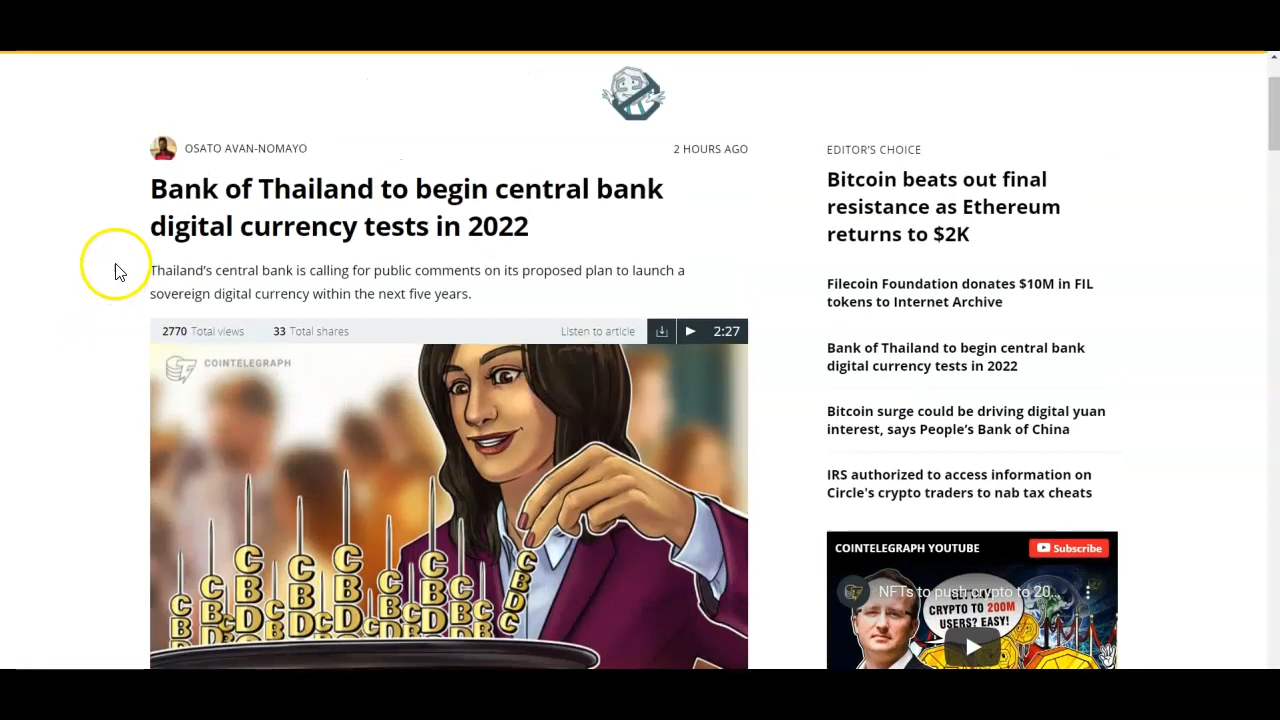 OSATO AVAN-NOMAYO
2 HOURS AGO
Bank of Thailand to begin central bank
digital currency tests in 2022
Thailand's central bank is calling for public comments on its proposed plan to launch a
sovereign digital currency within the next five years.
2770 Total views 33 Total shares Listen to article 2:27
COINTELEGRAPH
C B D C
EDITOR'S CHOICE
Bitcoin beats out final
resistance as Ethereum
returns to $2K
Filecoin Foundation donates $10M in FIL
tokens to Internet Archive
Bank of Thailand to begin central bank
digital currency tests in 2022
Bitcoin surge could be driving digital yuan
interest, says People's Bank of China
IRS authorized to access information on
Circle's crypto traders to nab tax cheats
COINTELEGRAPH YOUTUBE Subscribe
NFTs to push crypto to 20...
CRYPTO TO 200M
USERS? EASY!